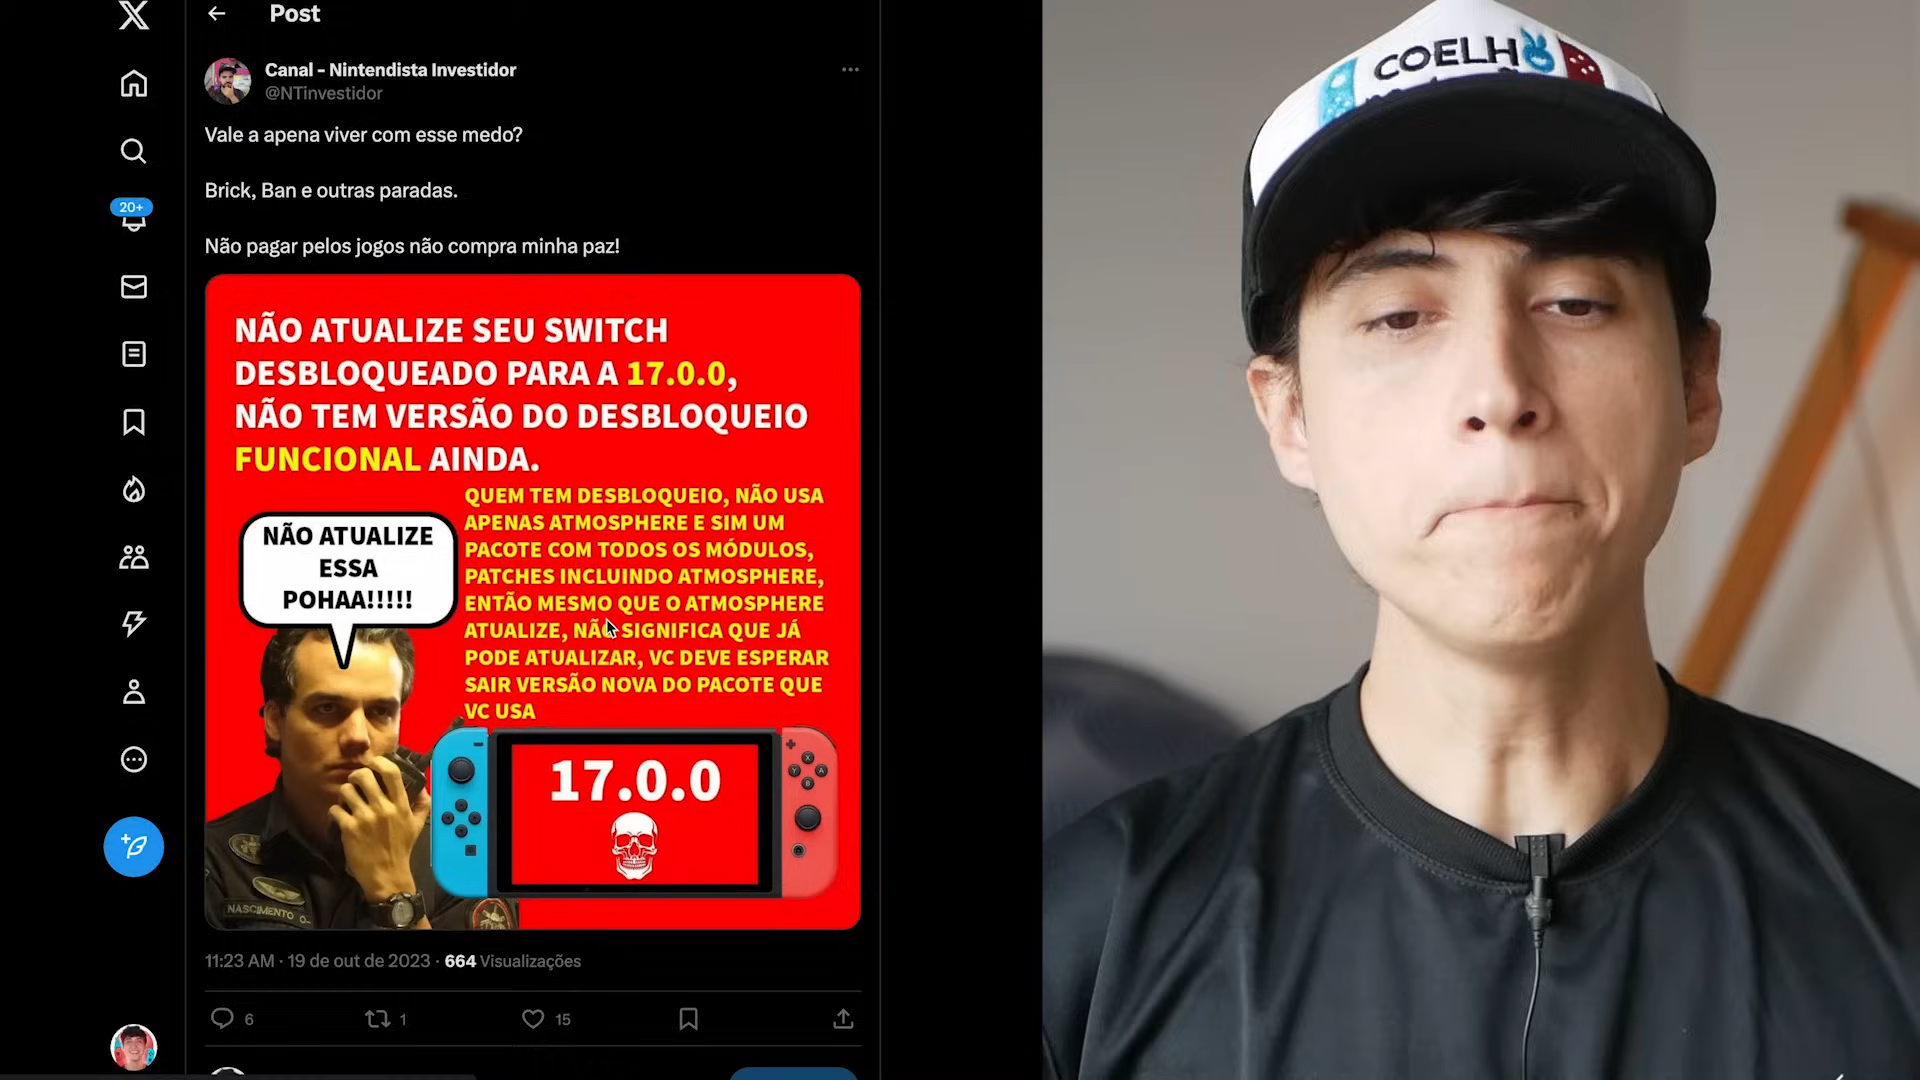 Post
Canal - Nintendista Investidor
@NTinvestidor
Vale a apena viver com esse medo?
Brick, Ban e outras paradas.
Não pagar pelos jogos não compra minha paz!
20+
NÃO ATUALIZE SEU SWITCH
DESBLOQUEADO PARA A 17.0.0,
NÃO TEM VERSÃO DO DESBLOQUEIO
FUNCIONAL AINDA.
QUEM TEM DESBLOQUEIO, NÃO USA
APENAS ATMOSPHERE E SIM UM
PACOTE COM TODOS OS MÓDULOS,
PATCHES INCLUINDO ATMOSPHERE,
ENTÃO MESMO QUE O ATMOSPHERE
ATUALIZE, NÃO SIGNIFICA QUE JÁ
PODE ATUALIZAR, VC DEVE ESPERAR
SAIR VERSÃO NOVA DO PACOTE QUE
VC USA
NÃO ATUALIZE
ESSA
POHAA!!!!!
17.0.0
X
Y A
B
NASCIMENTO O
11:23 AM · 19 de out de 2023 · 664 Visualizações
6 1 15
COELHO